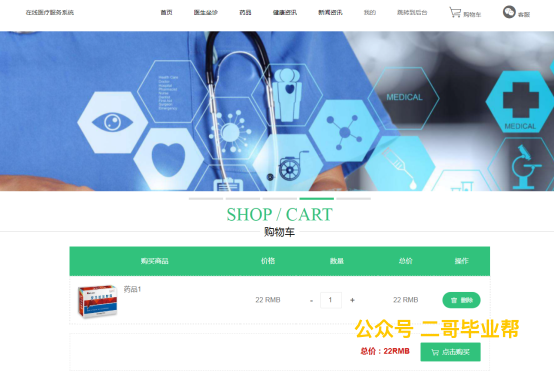 在线医疗服务系统 首页 医生坐诊 药品 健康资讯 新闻资讯 我的 跳转到后台 购物车 客服
MEDICAL
MEDICAL
SHOP / CART
购物车
购买商品 价格 数量 总价 操作
药品1
22 RMB - 1 + 22 RMB 删除
公众号 二哥毕业帮
总价：22RMB 点击购买